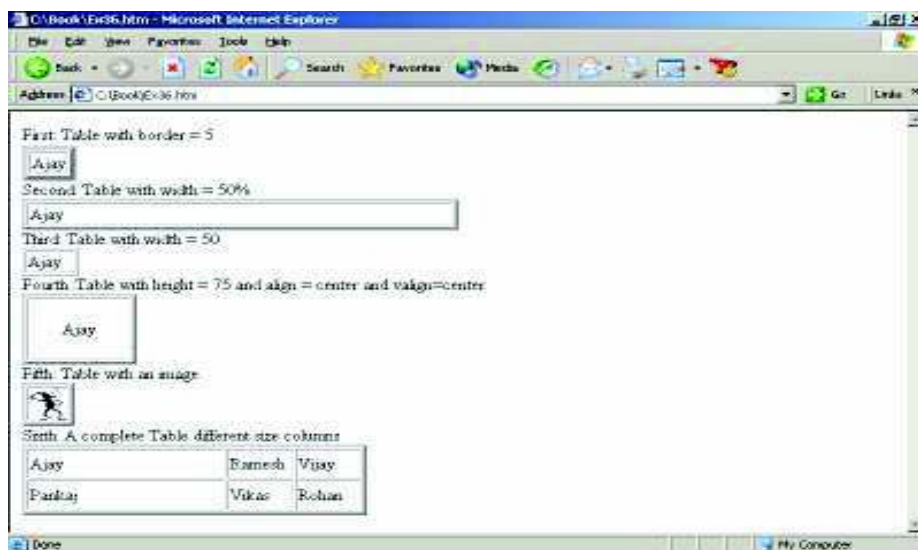 C:\Book\Ex36.htm - Microsoft Internet Explorer
File Edit View Favorites Tools Help
Back Search Favorites Media
Address C:\Book\Ex36.htm Go Links »
First Table with border = 5
Ajay
Second Table with width = 50%
Ajay
Third Table with width = 50
Ajay
Fourth Table with height = 75 and align = center and valign=center
Ajay
Fifth Table with an image
Sixth A complete Table different size columns
Ajay Ramesh Vijay
Pankaj Vikas Rohan
Done My Computer